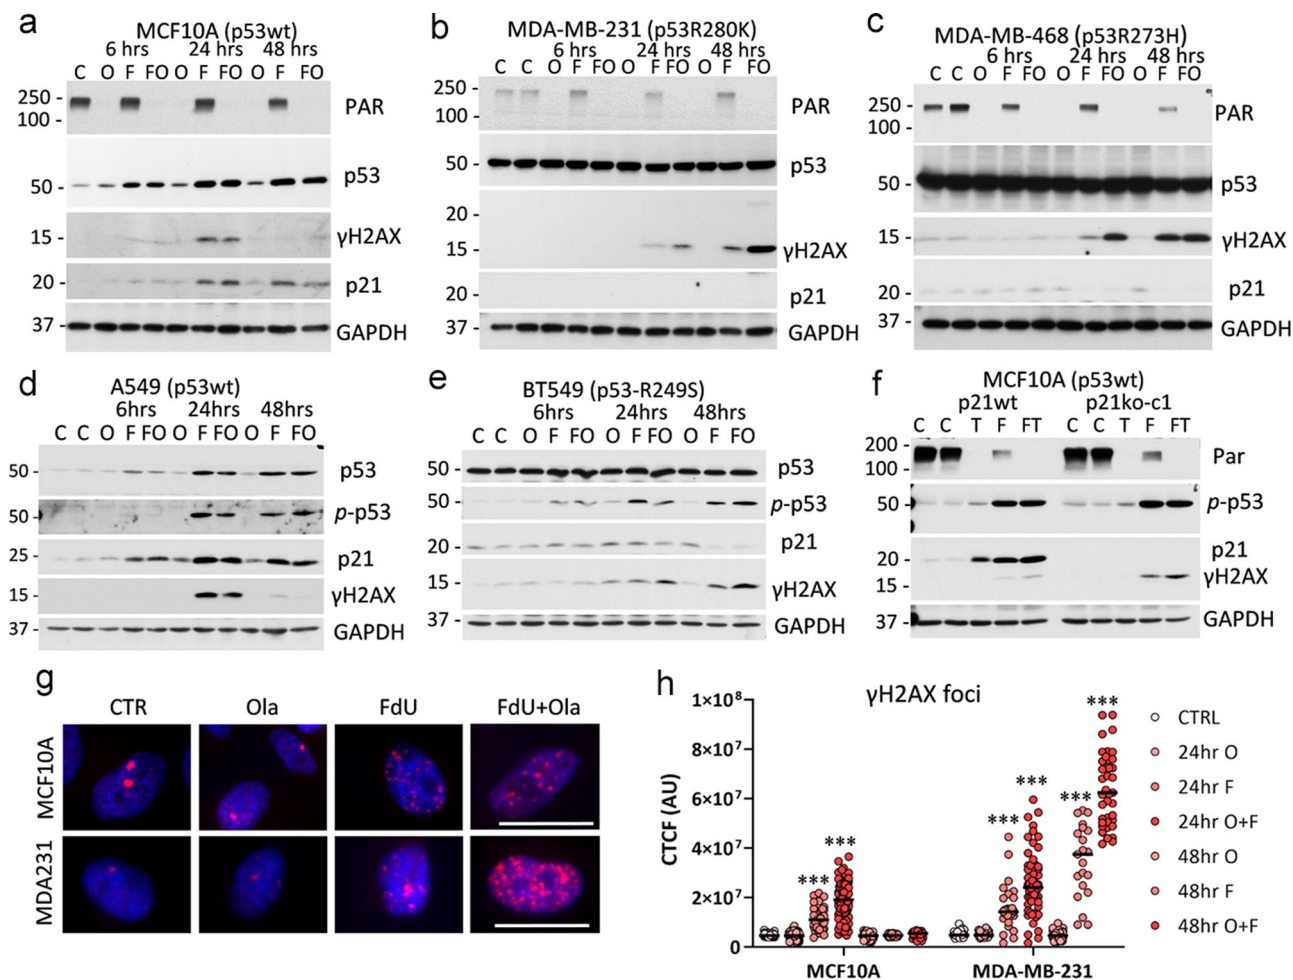 a
MCF10A (p53wt)
6 hrs 24 hrs 48 hrs
C O F FO O F FO O F FO
250
100
PAR
50
p53
15
γH2AX
20
p21
37
GAPDH
b
MDA-MB-231 (p53R280K)
6 hrs 24 hrs 48 hrs
C C O F FO O F FO O F FO
250
100
PAR
50
p53
20
15
γH2AX
20
p21
37
GAPDH
c
MDA-MB-468 (p53R273H)
6 hrs 24 hrs 48 hrs
C C O F FO O F FO O F FO
250
100
PAR
50
p53
15
γH2AX
20
p21
37
GAPDH
d
A549 (p53wt)
6hrs 24hrs 48hrs
C C O F FO O F FO O F FO
50
p53
50
p-p53
25
p21
15
γH2AX
37
GAPDH
e
BT549 (p53-R249S)
6hrs 24hrs 48hrs
C C O F FO O F FO O F FO
50
p53
50
p-p53
20
p21
15
γH2AX
37
GAPDH
f
MCF10A (p53wt)
p21wt p21ko-c1
C C T F FT C C T F FT
200
100
Par
50
p-p53
20
p21
15
γH2AX
37
GAPDH
g
CTR Ola FdU FdU+Ola
MCF10A
MDA231
h
γH2AX foci
CTCF (AU)
1×10⁸
8×10⁷
6×10⁷
4×10⁷
2×10⁷
0
***
***
***
***
***
***
MCF10A MDA-MB-231
CTRL
24hr O
24hr F
24hr O+F
48hr O
48hr F
48hr O+F